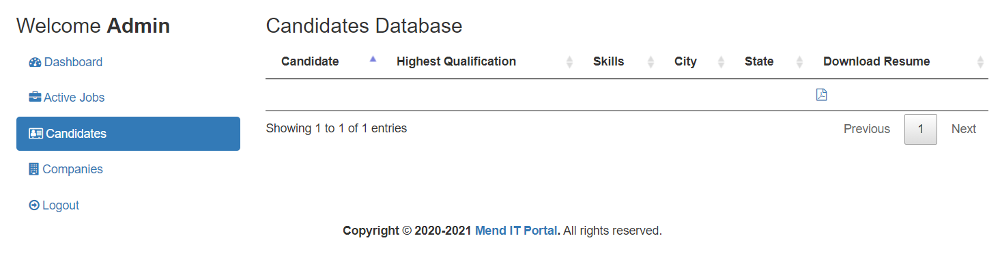 Welcome Admin
Dashboard
Active Jobs
Candidates
Companies
Logout
Candidates Database
Candidate Highest Qualification Skills City State Download Resume
Showing 1 to 1 of 1 entries
Previous 1 Next
Copyright © 2020-2021 Mend IT Portal. All rights reserved.